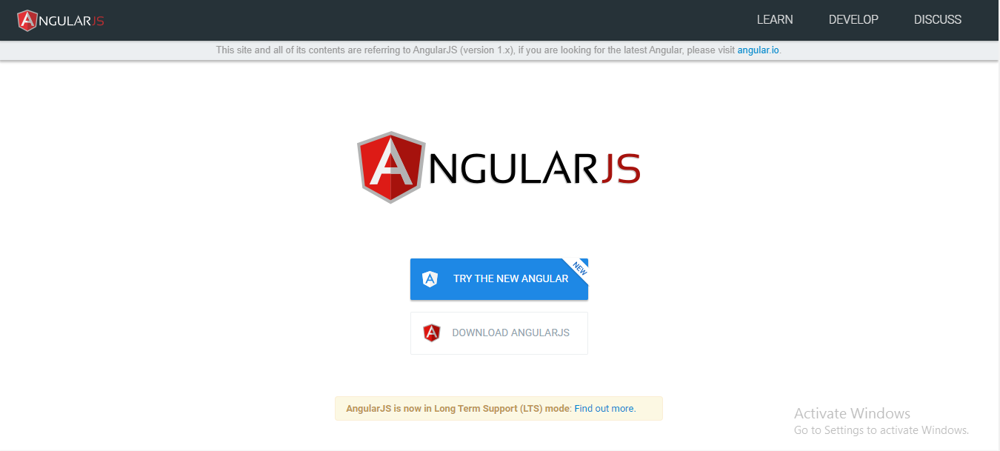 ANGULARJS
LEARN
DEVELOP
DISCUSS
This site and all of its contents are referring to AngularJS (version 1.x), if you are looking for the latest Angular, please visit angular.io.
ANGULARJS
NEW
A TRY THE NEW ANGULAR
A DOWNLOAD ANGULARJS
AngularJS is now in Long Term Support (LTS) mode: Find out more.
Activate Windows
Go to Settings to activate Windows.